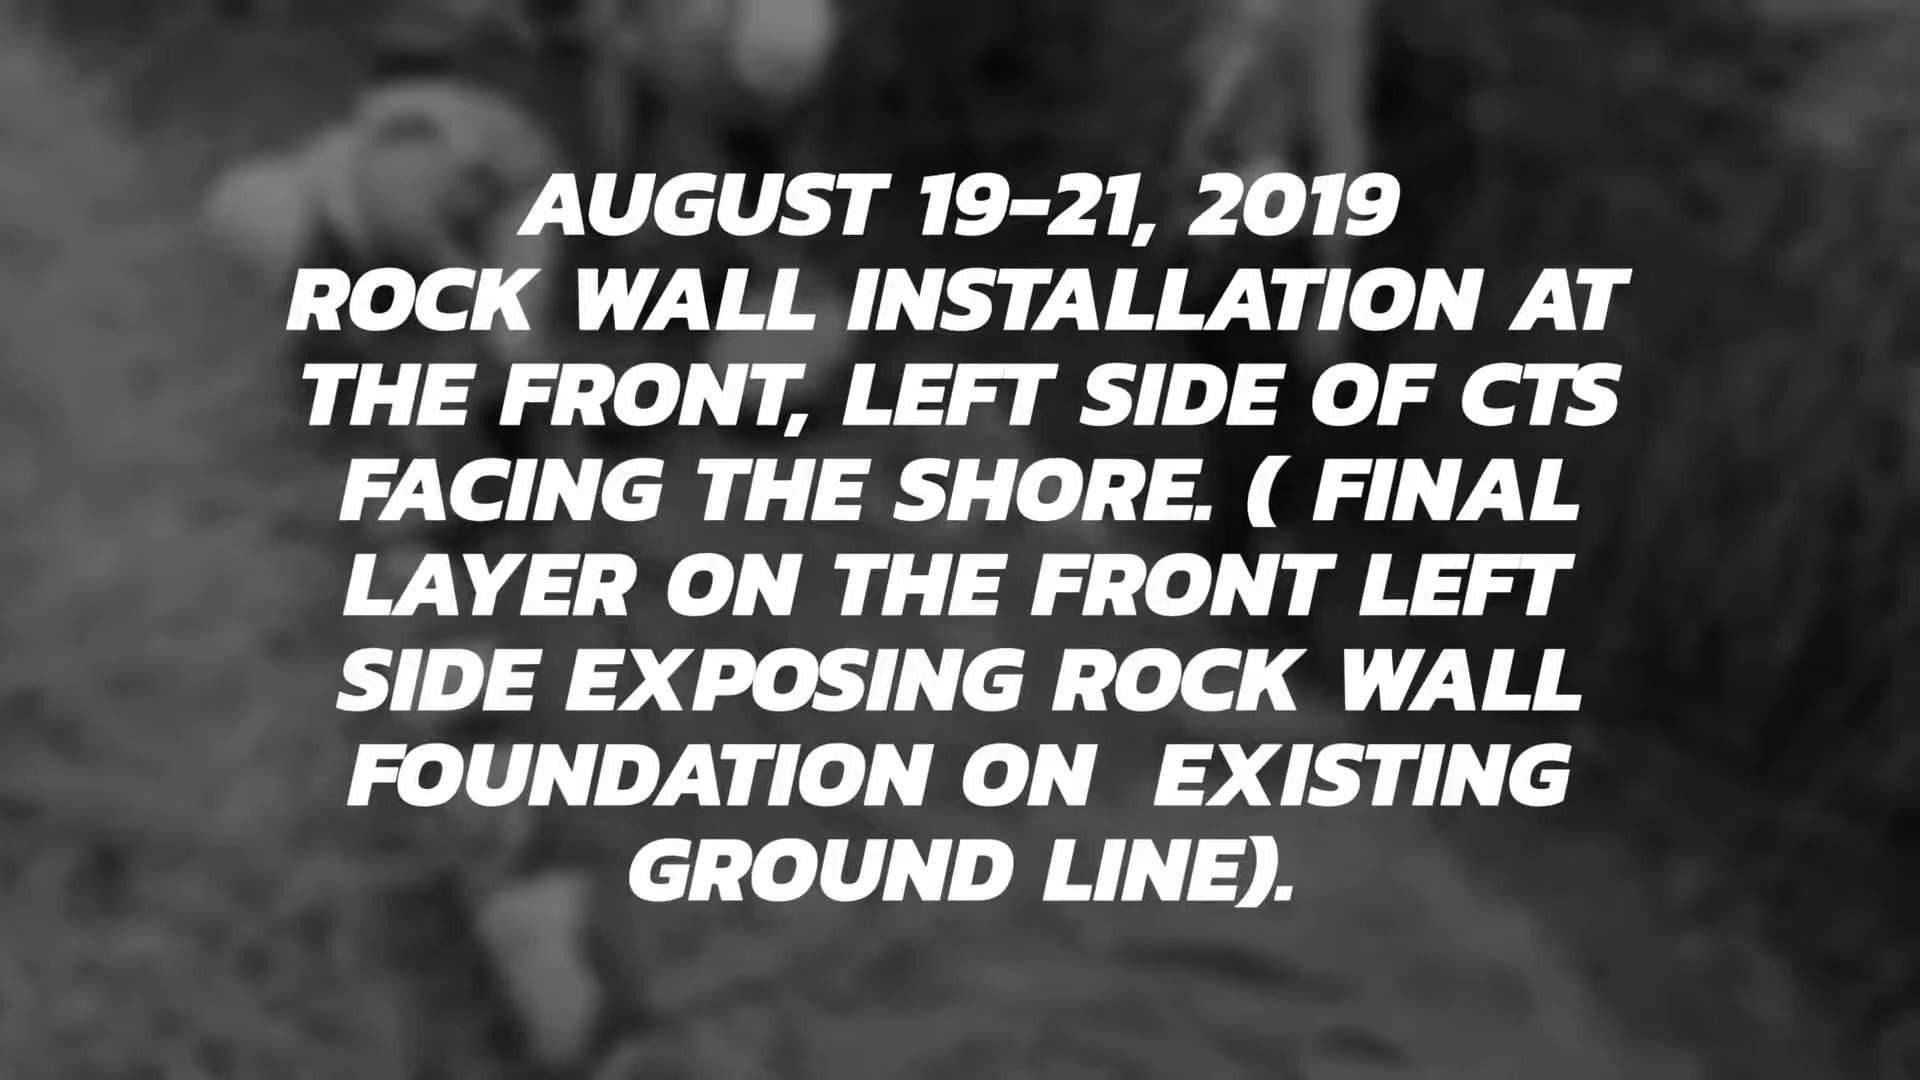 AUGUST 19-21, 2019
ROCK WALL INSTALLATION AT
THE FRONT, LEFT SIDE OF CTS
FACING THE SHORE. ( FINAL
LAYER ON THE FRONT LEFT
SIDE EXPOSING ROCK WALL
FOUNDATION ON  EXISTING
GROUND LINE).